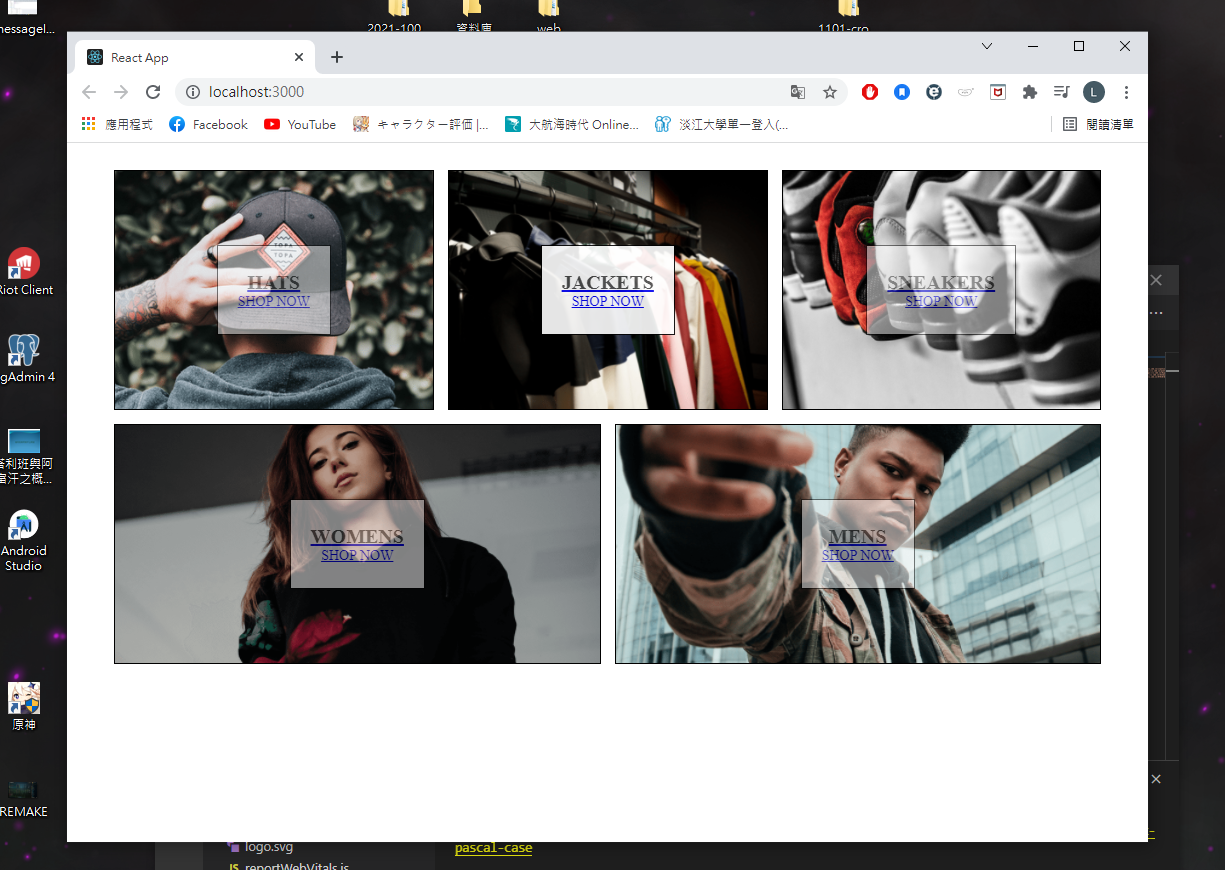 messagel...
2021-100
資料庫
web
1101-cro
React App
localhost:3000
L
應用程式
Facebook
YouTube
キャラクター評価 |...
大航海時代 Online...
淡江大學單一登入(...
閱讀清單
TOPA
TOPA
HATS
SHOP NOW
JACKETS
SHOP NOW
SNEAKERS
SHOP NOW
WOMENS
SHOP NOW
MENS
SHOP NOW
Riot Client
gAdmin 4
塔利班與阿
富汗之概...
Android
Studio
原神
REMAKE
logo.svg
pascal-case
JS reportWebVitals.js